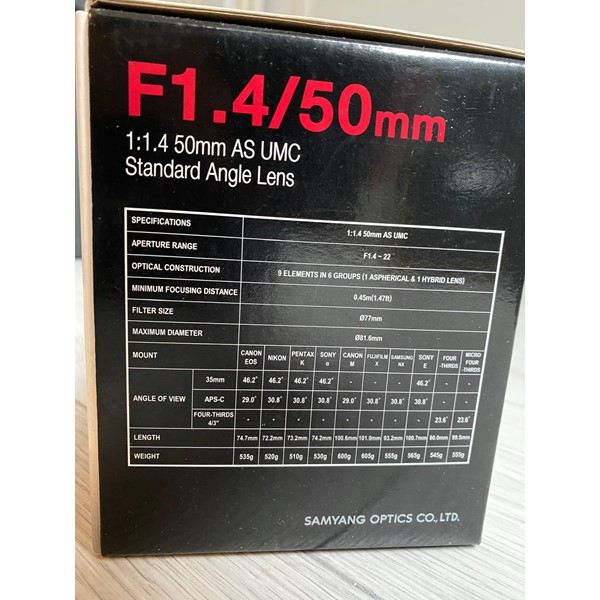 F1.4/50mm
1:1.4 50mm AS UMC
Standard Angle Lens
SPECIFICATIONS 1:1.4 50mm AS UMC
APERTURE RANGE F1.4 ~ 22
OPTICAL CONSTRUCTION 9 ELEMENTS IN 6 GROUPS (1 ASPHERICAL & 1 HYBRID LENS)
MINIMUM FOCUSING DISTANCE 0.45m(1.47ft)
FILTER SIZE Ø77mm
MAXIMUM DIAMETER Ø81.6mm
MOUNT CANON EOS NIKON PENTAX K SONY α CANON M FUJIFILM X SAMSUNG NX SONY E FOUR -THIRDS MICRO FOUR -THIRDS
ANGLE OF VIEW 35mm 46.2˚ 46.2˚ 46.2˚ 46.2˚ - - - 46.2˚ - -
APS-C 29.0˚ 30.8˚ 30.8˚ 30.8˚ 29.0˚ 30.8˚ 30.8˚ 30.8˚ - -
FOUR-THIRDS 4/3" - - - - - - - - 23.6˚ 23.6˚
LENGTH 74.7mm 72.2mm 73.2mm 74.2mm 100.6mm 101.0mm 93.2mm 100.7mm 80.0mm 99.5mm
WEIGHT 535g 520g 510g 530g 600g 605g 555g 565g 545g 555g
SAMYANG OPTICS CO., LTD.